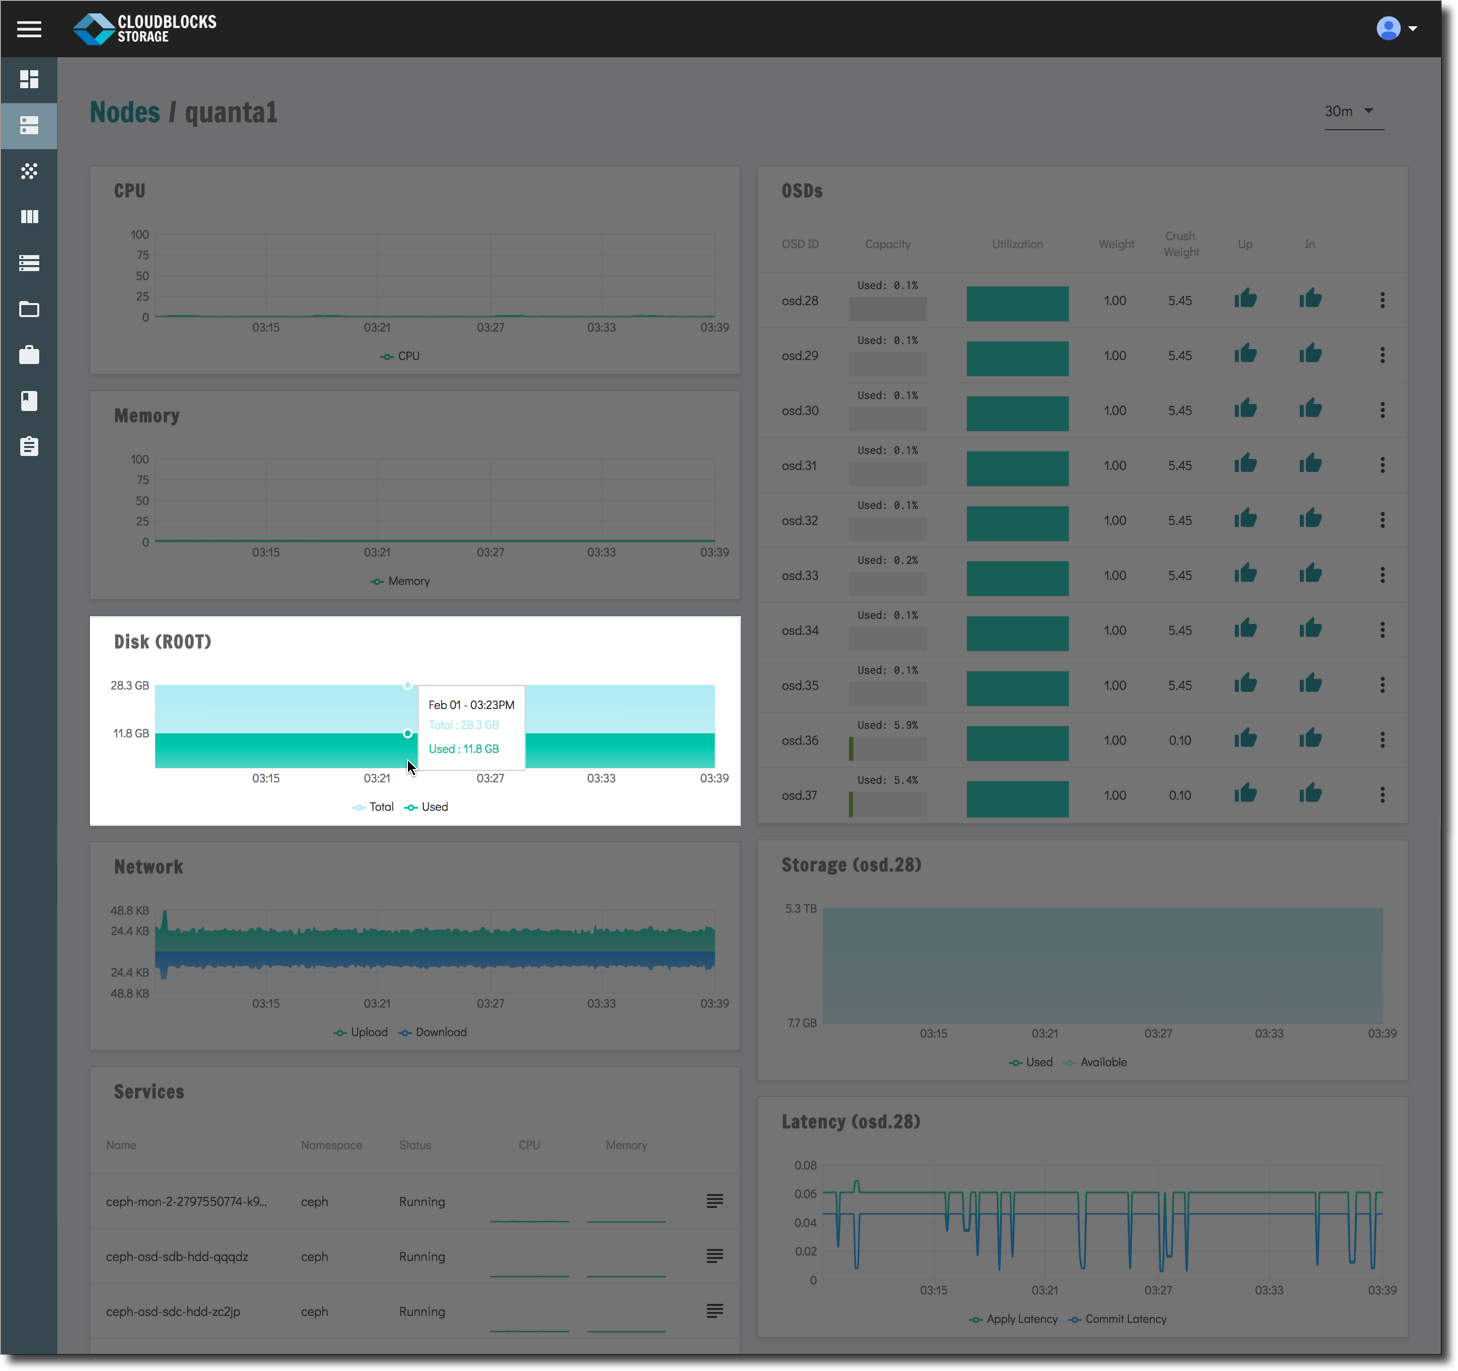 CLOUDBLOCKS
STORAGE
Nodes / quanta1
30m
CPU
100
75
50
25
0
03:15 03:21 03:27 03:33 03:39
CPU
Memory
100
75
50
25
0
03:15 03:21 03:27 03:33 03:39
Memory
Disk (ROOT)
28.3 GB
11.8 GB
Feb 01 - 03:23PM
Total : 28.3 GB
Used : 11.8 GB
03:15 03:21 03:27 03:33 03:39
Total Used
Network
48.8 KB
24.4 KB
24.4 KB
48.8 KB
03:15 03:21 03:27 03:33 03:39
Upload Download
Services
Name Namespace Status CPU Memory
ceph-mon-2-2797550774-k9... ceph Running
ceph-osd-sdb-hdd-qqqdz ceph Running
ceph-osd-sdc-hdd-zc2jp ceph Running
OSDs
OSD ID Capacity Utilization Weight Crush Weight Up In
osd.28 Used: 0.1% 1.00 5.45
osd.29 Used: 0.1% 1.00 5.45
osd.30 Used: 0.1% 1.00 5.45
osd.31 Used: 0.1% 1.00 5.45
osd.32 Used: 0.1% 1.00 5.45
osd.33 Used: 0.2% 1.00 5.45
osd.34 Used: 0.1% 1.00 5.45
osd.35 Used: 0.1% 1.00 5.45
osd.36 Used: 5.9% 1.00 0.10
osd.37 Used: 5.4% 1.00 0.10
Storage (osd.28)
5.3 TB
7.7 GB
03:15 03:21 03:27 03:33 03:39
Used Available
Latency (osd.28)
0.08
0.06
0.04
0.02
0
03:15 03:21 03:27 03:33 03:39
Apply Latency Commit Latency